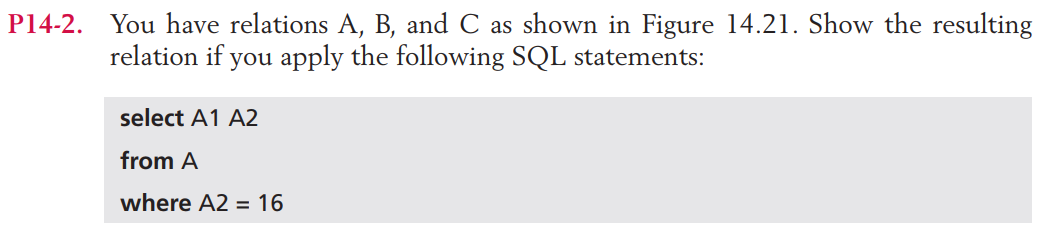 P14-2. You have relations A, B, and C as shown in Figure 14.21. Show the resulting
relation if you apply the following SQL statements:
select A1 A2
from A
where A2 = 16